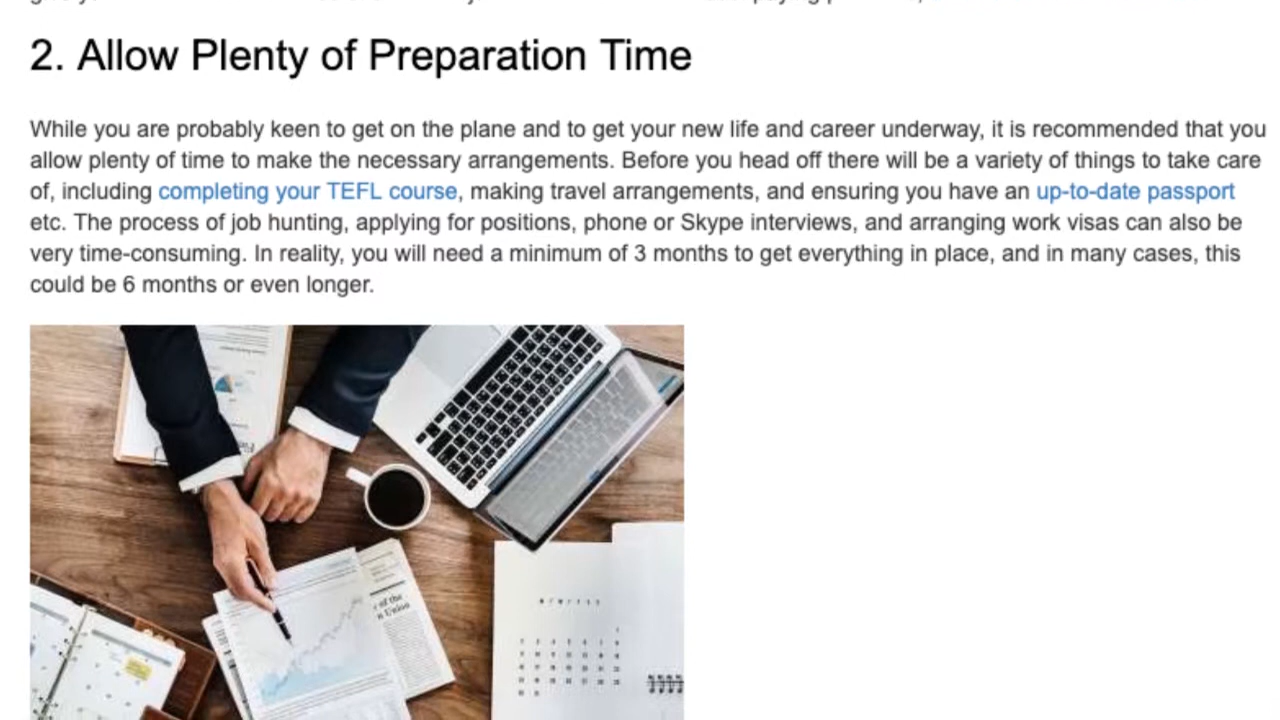 2. Allow Plenty of Preparation Time
While you are probably keen to get on the plane and to get your new life and career underway, it is recommended that you
allow plenty of time to make the necessary arrangements. Before you head off there will be a variety of things to take care
of, including completing your TEFL course, making travel arrangements, and ensuring you have an up-to-date passport
etc. The process of job hunting, applying for positions, phone or Skype interviews, and arranging work visas can also be
very time-consuming. In reality, you will need a minimum of 3 months to get everything in place, and in many cases, this
could be 6 months or even longer.
of the
Union